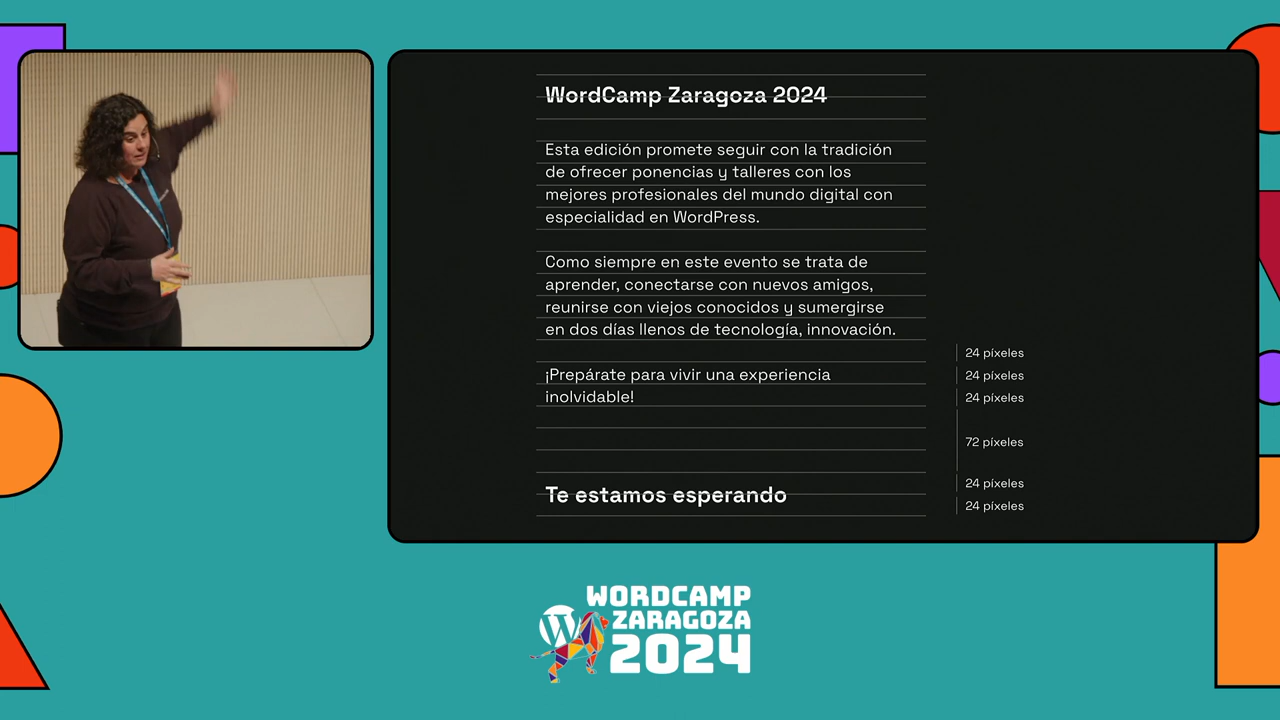 WordCamp Zaragoza 2024
Esta edición promete seguir con la tradición
de ofrecer ponencias y talleres con los
mejores profesionales del mundo digital con
especialidad en WordPress.
Como siempre en este evento se trata de
aprender, conectarse con nuevos amigos,
reunirse con viejos conocidos y sumergirse
en dos días llenos de tecnología, innovación.
¡Prepárate para vivir una experiencia
inolvidable!
Te estamos esperando
24 píxeles
24 píxeles
24 píxeles
72 píxeles
24 píxeles
24 píxeles
WORDCAMP
ZARAGOZA
2024